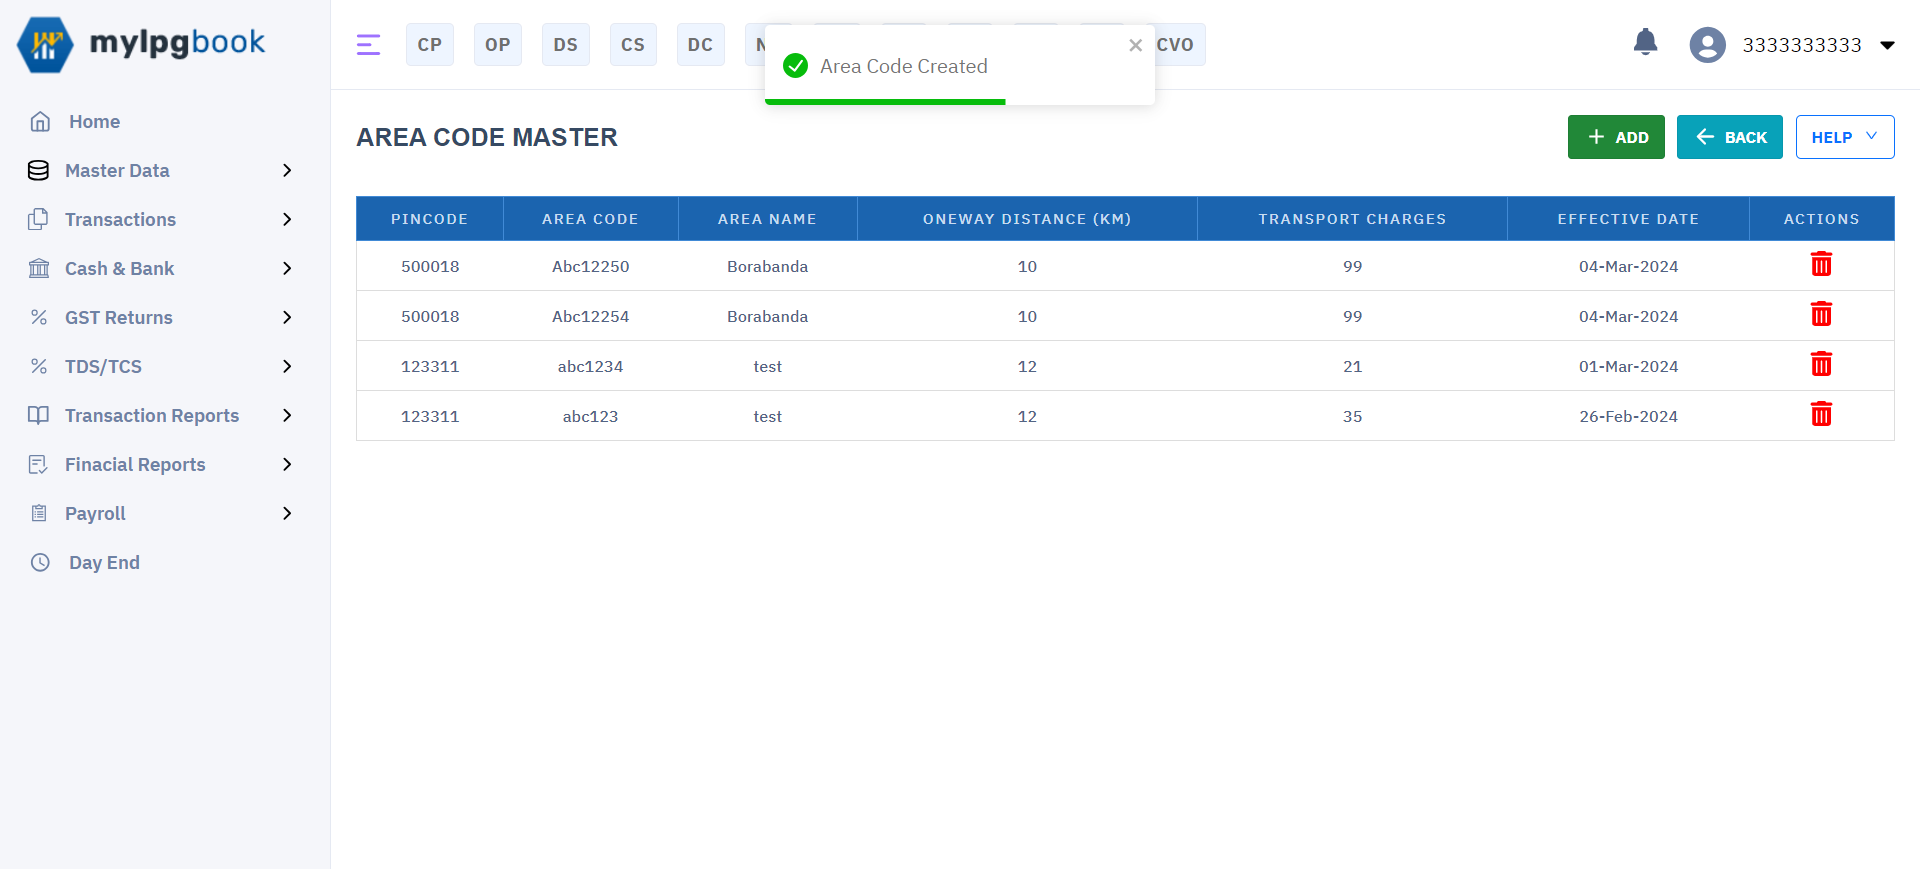 mylpgbook
CP OP DS CS DC CVO
Area Code Created
3333333333
Home
Master Data
Transactions
Cash & Bank
GST Returns
TDS/TCS
Transaction Reports
Finacial Reports
Payroll
Day End
AREA CODE MASTER
ADD BACK HELP
PINCODE AREA CODE AREA NAME ONEWAY DISTANCE (KM) TRANSPORT CHARGES EFFECTIVE DATE ACTIONS
500018 Abc12250 Borabanda 10 99 04-Mar-2024
500018 Abc12254 Borabanda 10 99 04-Mar-2024
123311 abc1234 test 12 21 01-Mar-2024
123311 abc123 test 12 35 26-Feb-2024